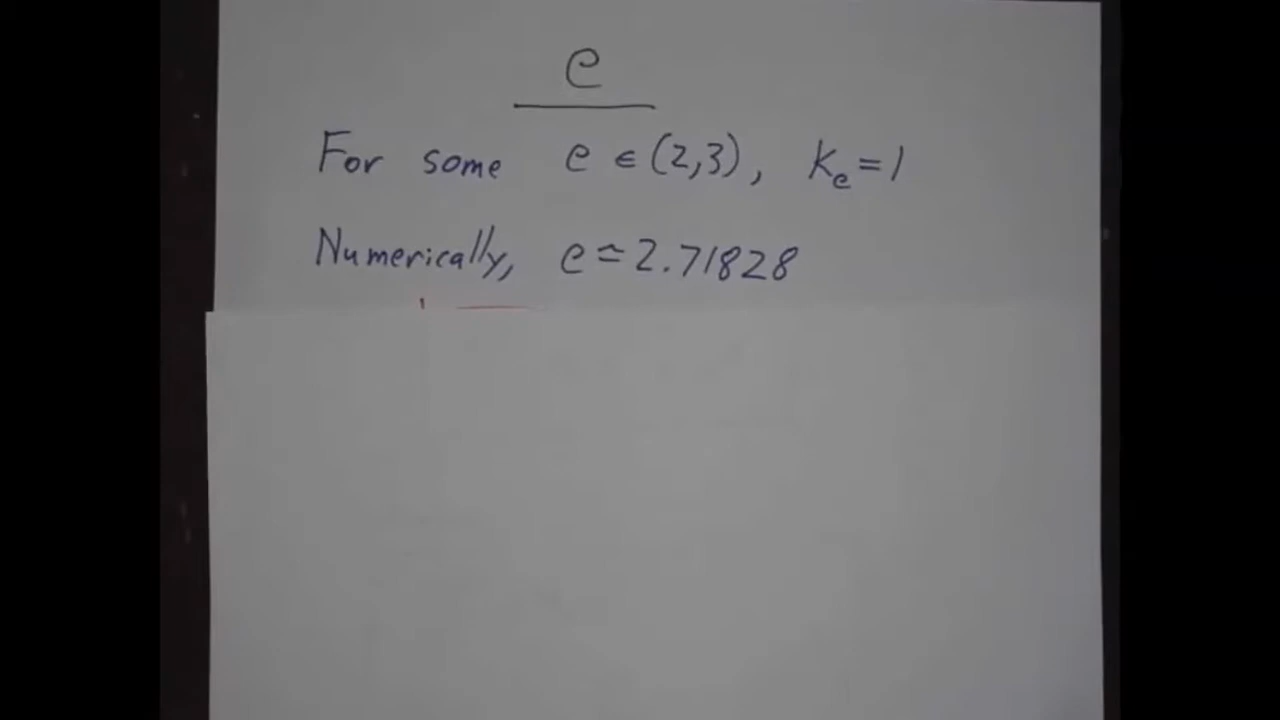 e
For some e ∈ (2,3), Ke=1
Numerically, e≃2.71828